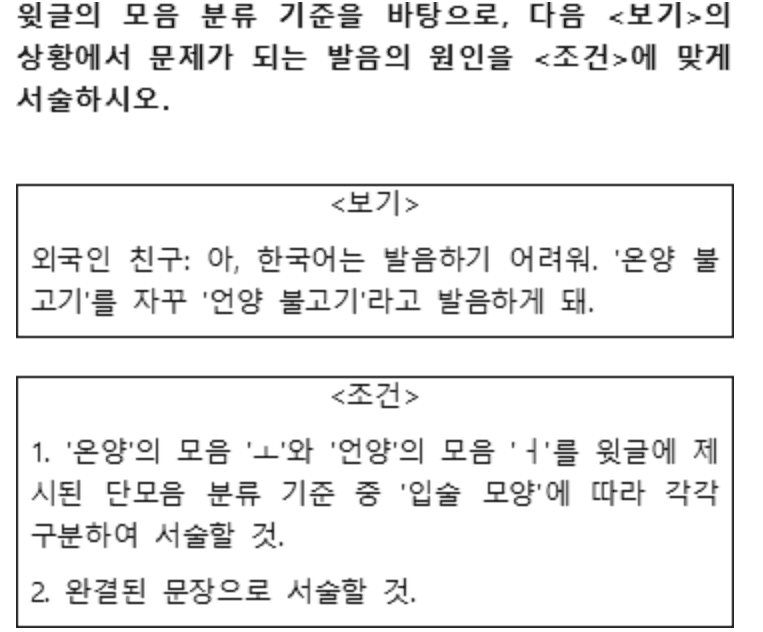 윗글의 모음 분류 기준을 바탕으로, 다음 <보기>의
상황에서 문제가 되는 발음의 원인을 <조건>에 맞게
서술하시오.
<보기>
외국인 친구: 아, 한국어는 발음하기 어려워. '온양 불
고기'를 자꾸 '언양 불고기'라고 발음하게 돼.
<조건>
1. '온양'의 모음 'ㅗ'와 '언양'의 모음 'ㅓ'를 윗글에 제
시된 단모음 분류 기준 중 '입술 모양'에 따라 각각
구분하여 서술할 것.
2. 완결된 문장으로 서술할 것.